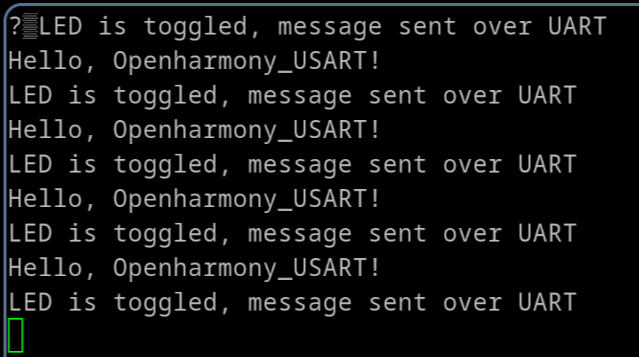 ?▒LED is toggled, message sent over UART
Hello, Openharmony_USART!
LED is toggled, message sent over UART
Hello, Openharmony_USART!
LED is toggled, message sent over UART
Hello, Openharmony_USART!
LED is toggled, message sent over UART
Hello, Openharmony_USART!
LED is toggled, message sent over UART